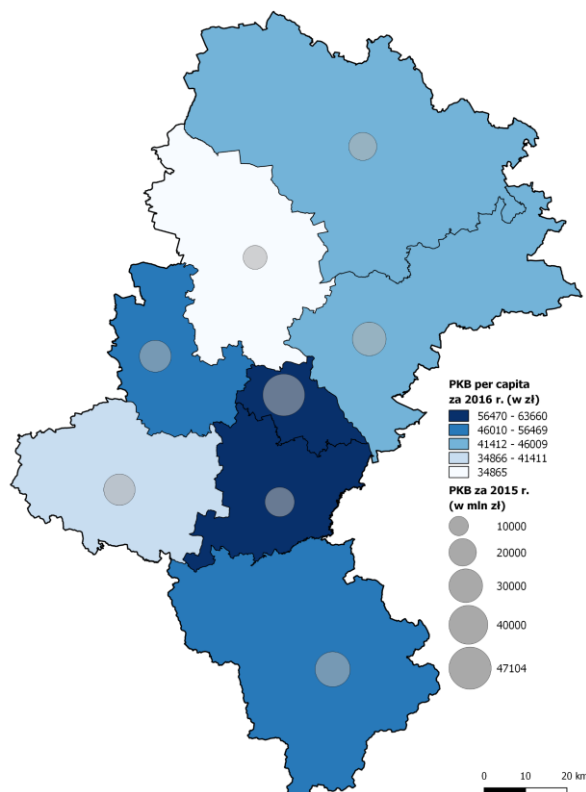 PKB per capita
za 2016 r. (w zł)
56470 - 63660
46010 - 56469
41412 - 46009
34866 - 41411
34865
PKB za 2015 r.
(w mln zł)
10000
20000
30000
40000
47104
0 10 20 km